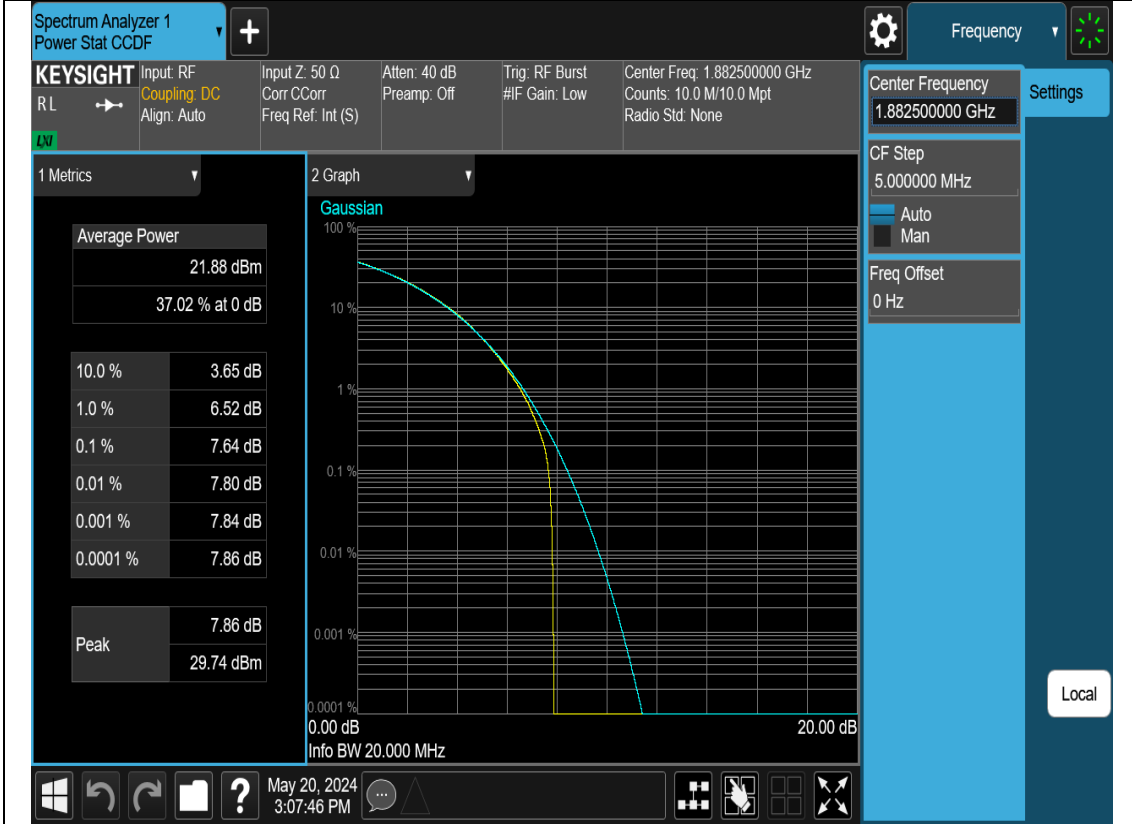 Spectrum Analyzer 1
Power Stat CCDF
Frequency
KEYSIGHT
RL
LXI
Input: RF
Coupling: DC
Align: Auto
Input Z: 50 Ω
Corr CCorr
Freq Ref: Int (S)
Atten: 40 dB
Preamp: Off
Trig: RF Burst
#IF Gain: Low
Center Freq: 1.882500000 GHz
Counts: 10.0 M/10.0 Mpt
Radio Std: None
Center Frequency
1.882500000 GHz
Settings
CF Step
5.000000 MHz
Auto
Man
Freq Offset
0 Hz
Local
1 Metrics
Average Power
21.88 dBm
37.02 % at 0 dB
10.0 % 3.65 dB
1.0 % 6.52 dB
0.1 % 7.64 dB
0.01 % 7.80 dB
0.001 % 7.84 dB
0.0001 % 7.86 dB
Peak
7.86 dB
29.74 dBm
2 Graph
Gaussian
100 %
10 %
1 %
0.1 %
0.01 %
0.001 %
0.0001 %
0.00 dB 20.00 dB
Info BW 20.000 MHz
?
May 20, 2024
3:07:46 PM